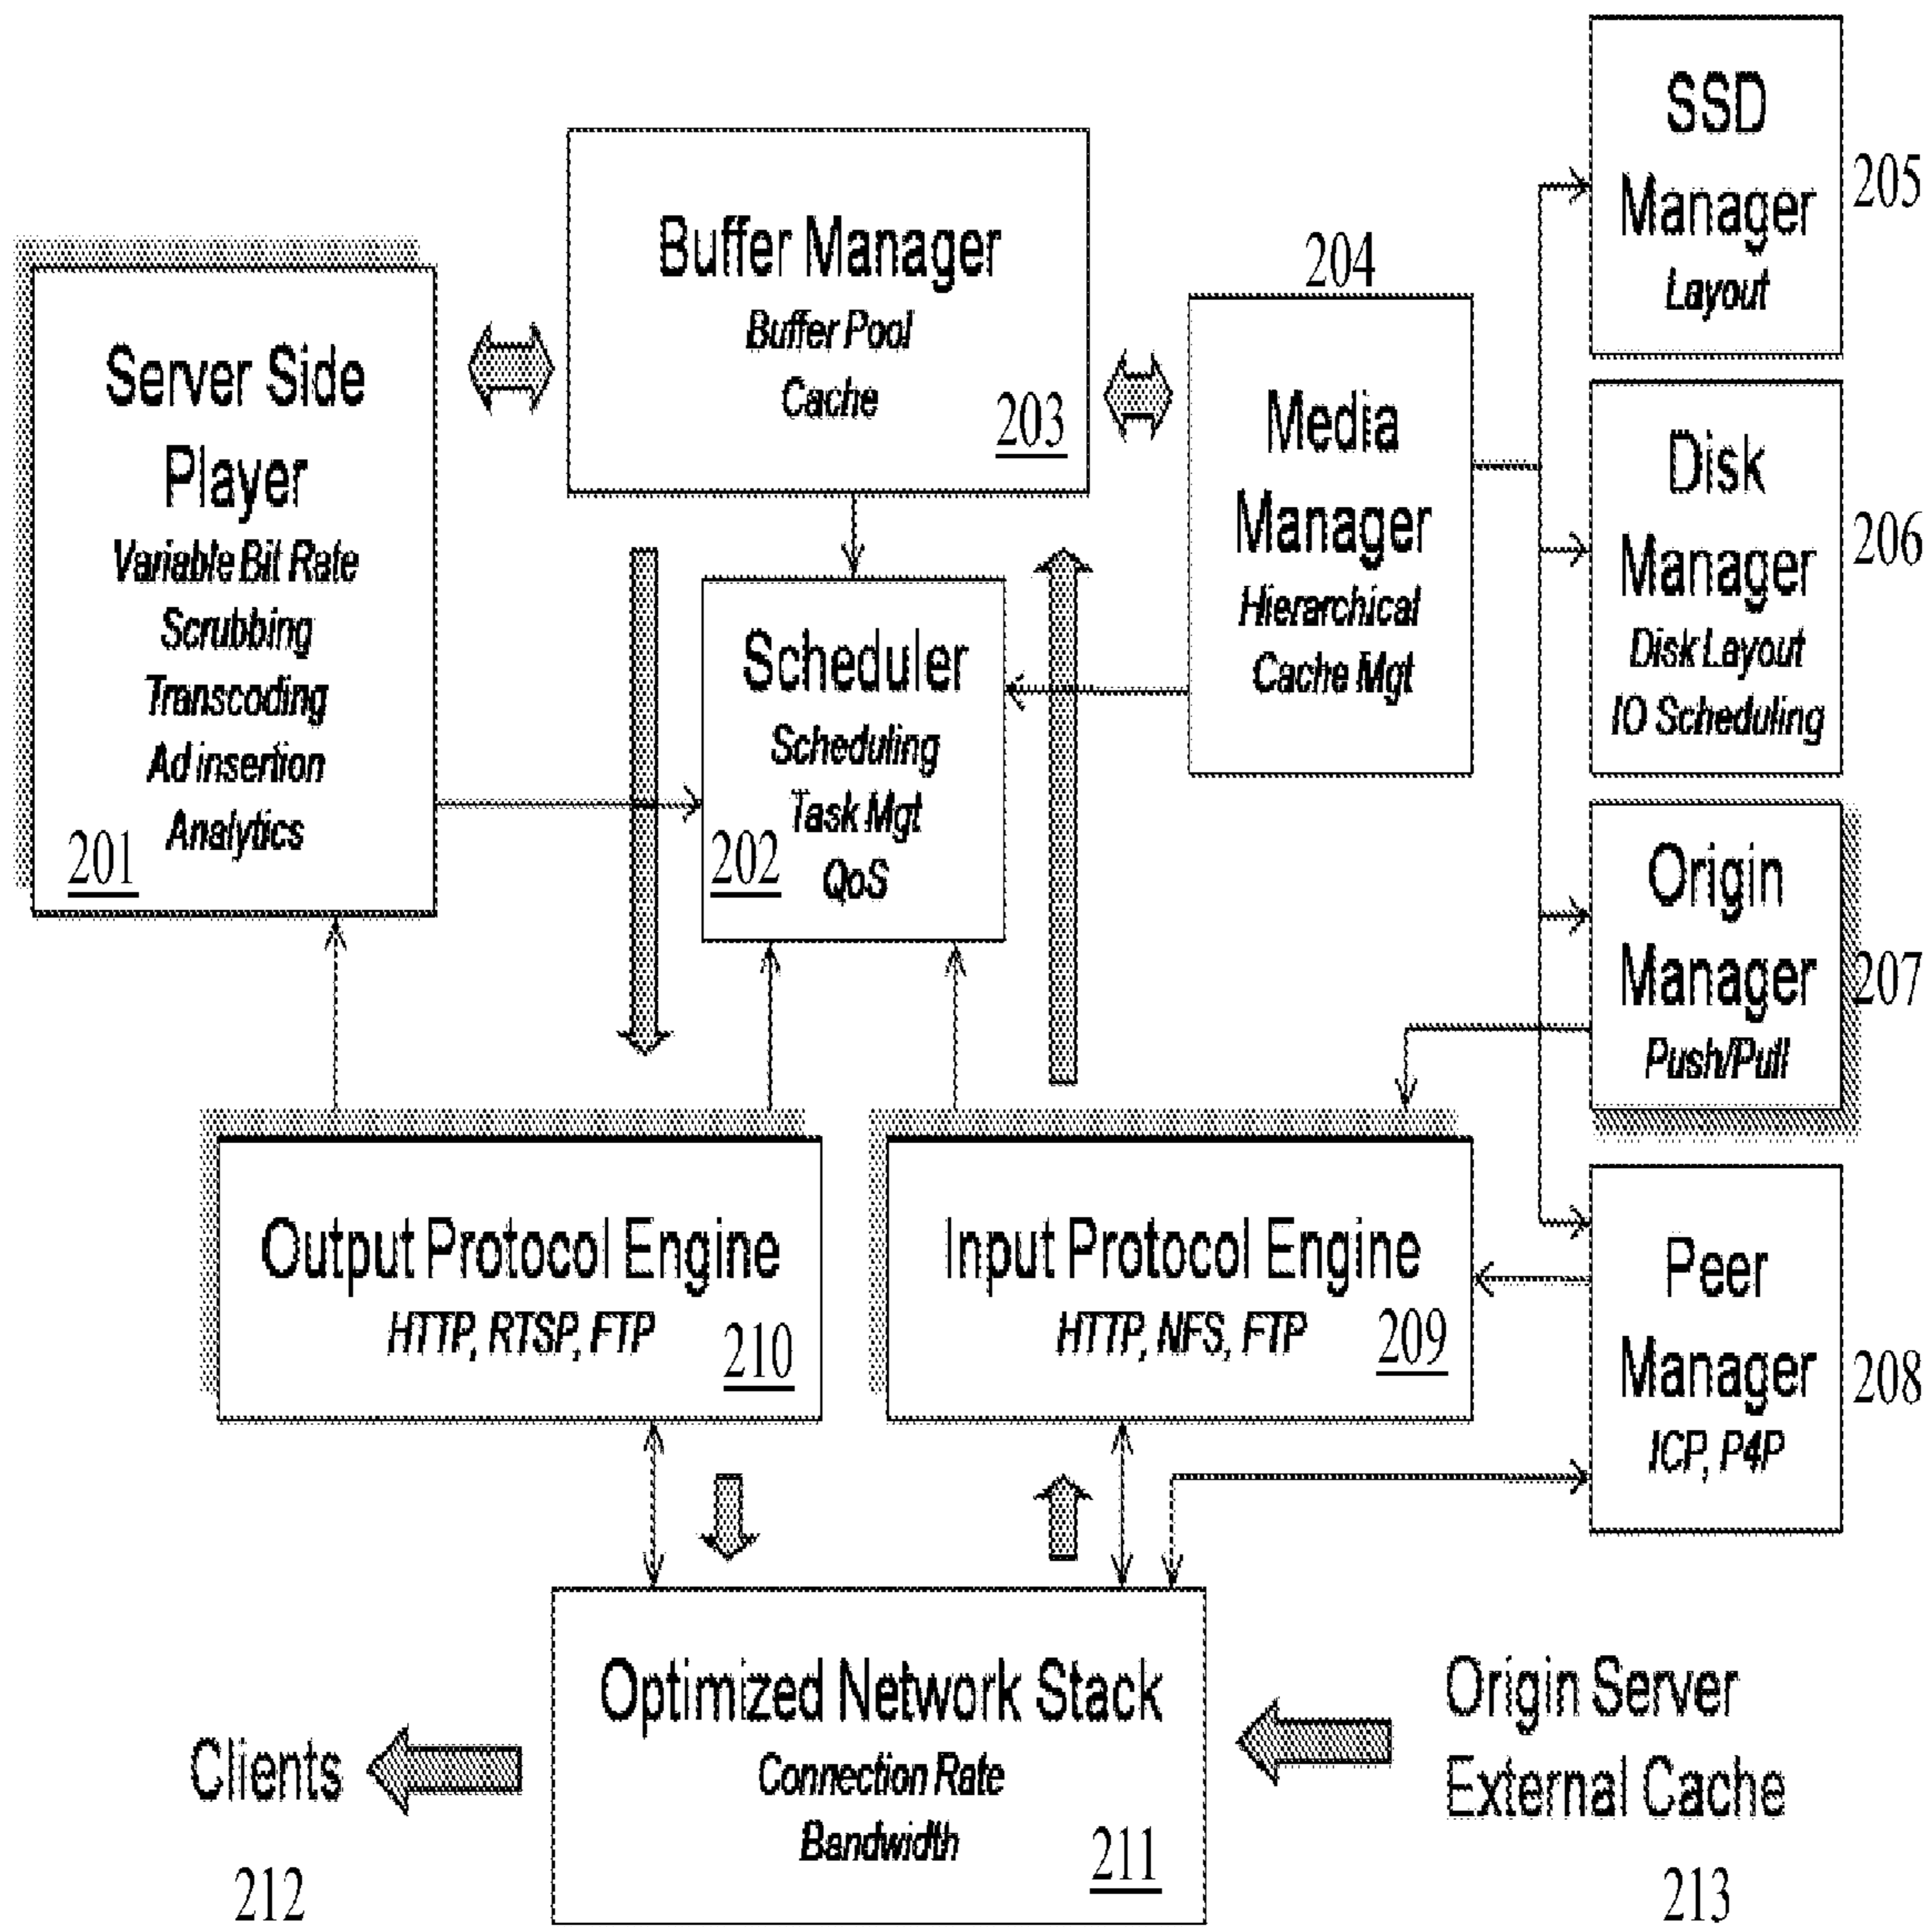 SSD
Manager
Layout
205
Buffer Manager
Buffer Pool
Cache
203
204
Server Side
Player
Variable Bit Rate
Scrubbing
Transcoding
Ad insertion
Analytics
201
Media
Manager
Hierarchical
Cache Mgt
Disk
Manager
Disk Layout
IO Scheduling
206
Scheduler
Scheduling
Task Mgt
QoS
202
Origin
Manager
Push/Pull
207
Output Protocol Engine
HTTP, RTSP, FTP
210
Input Protocol Engine
HTTP, NFS, FTP
209
Peer
Manager
ICP, P4P
208
Optimized Network Stack
Connection Rate
Bandwidth
211
Clients
212
Origin Server
External Cache
213